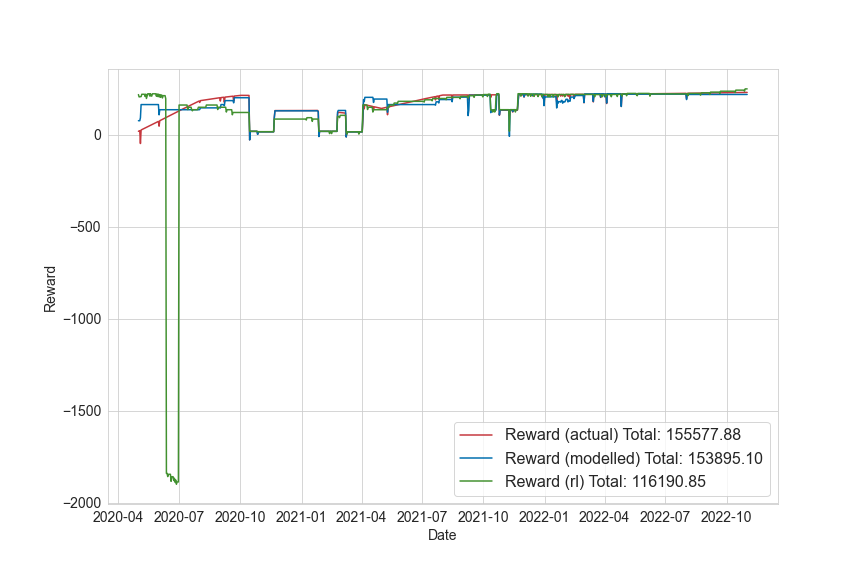 0
−500
−1000
−1500
−2000
Reward
Reward (actual) Total: 155577.88
Reward (modelled) Total: 153895.10
Reward (rl) Total: 116190.85
2020-04 2020-07 2020-10 2021-01 2021-04 2021-07 2021-10 2022-01 2022-04 2022-07 2022-10
Date